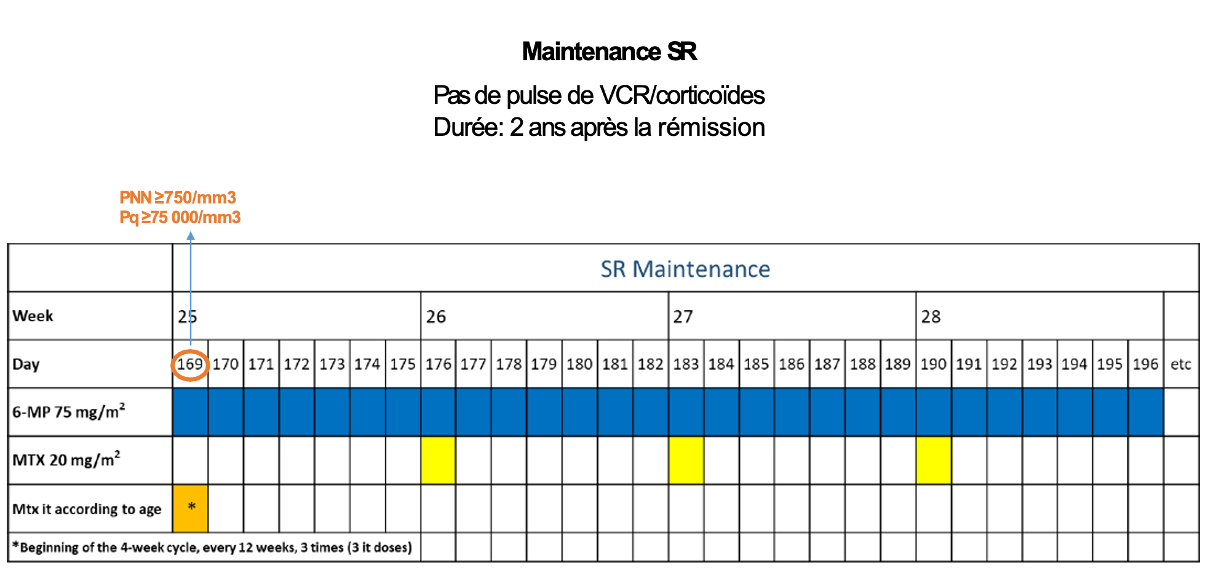 Maintenance SR
Pas de pulse de VCR/corticoïdes
Durée: 2 ans après la rémission
PNN ≥750/mm3
Pq ≥75 000/mm3
SR Maintenance
Week 25 26 27 28
Day 169 170 171 172 173 174 175 176 177 178 179 180 181 182 183 184 185 186 187 188 189 190 191 192 193 194 195 196 etc
6-MP 75 mg/m²
MTX 20 mg/m²
Mtx it according to age *
*Beginning of the 4-week cycle, every 12 weeks, 3 times (3 it doses)